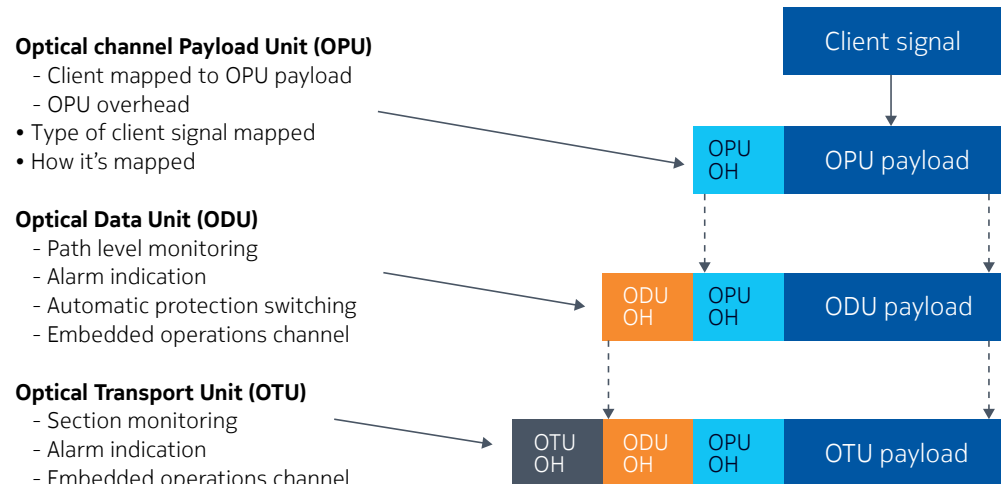 Optical channel Payload Unit (OPU)
- Client mapped to OPU payload
- OPU overhead
• Type of client signal mapped
• How it's mapped
Client signal
OPU
OH
OPU payload
Optical Data Unit (ODU)
- Path level monitoring
- Alarm indication
- Automatic protection switching
- Embedded operations channel
ODU
OH
OPU
OH
ODU payload
Optical Transport Unit (OTU)
- Section monitoring
- Alarm indication
- Embedded operations channel
OTU
OH
ODU
OH
OPU
OH
OTU payload